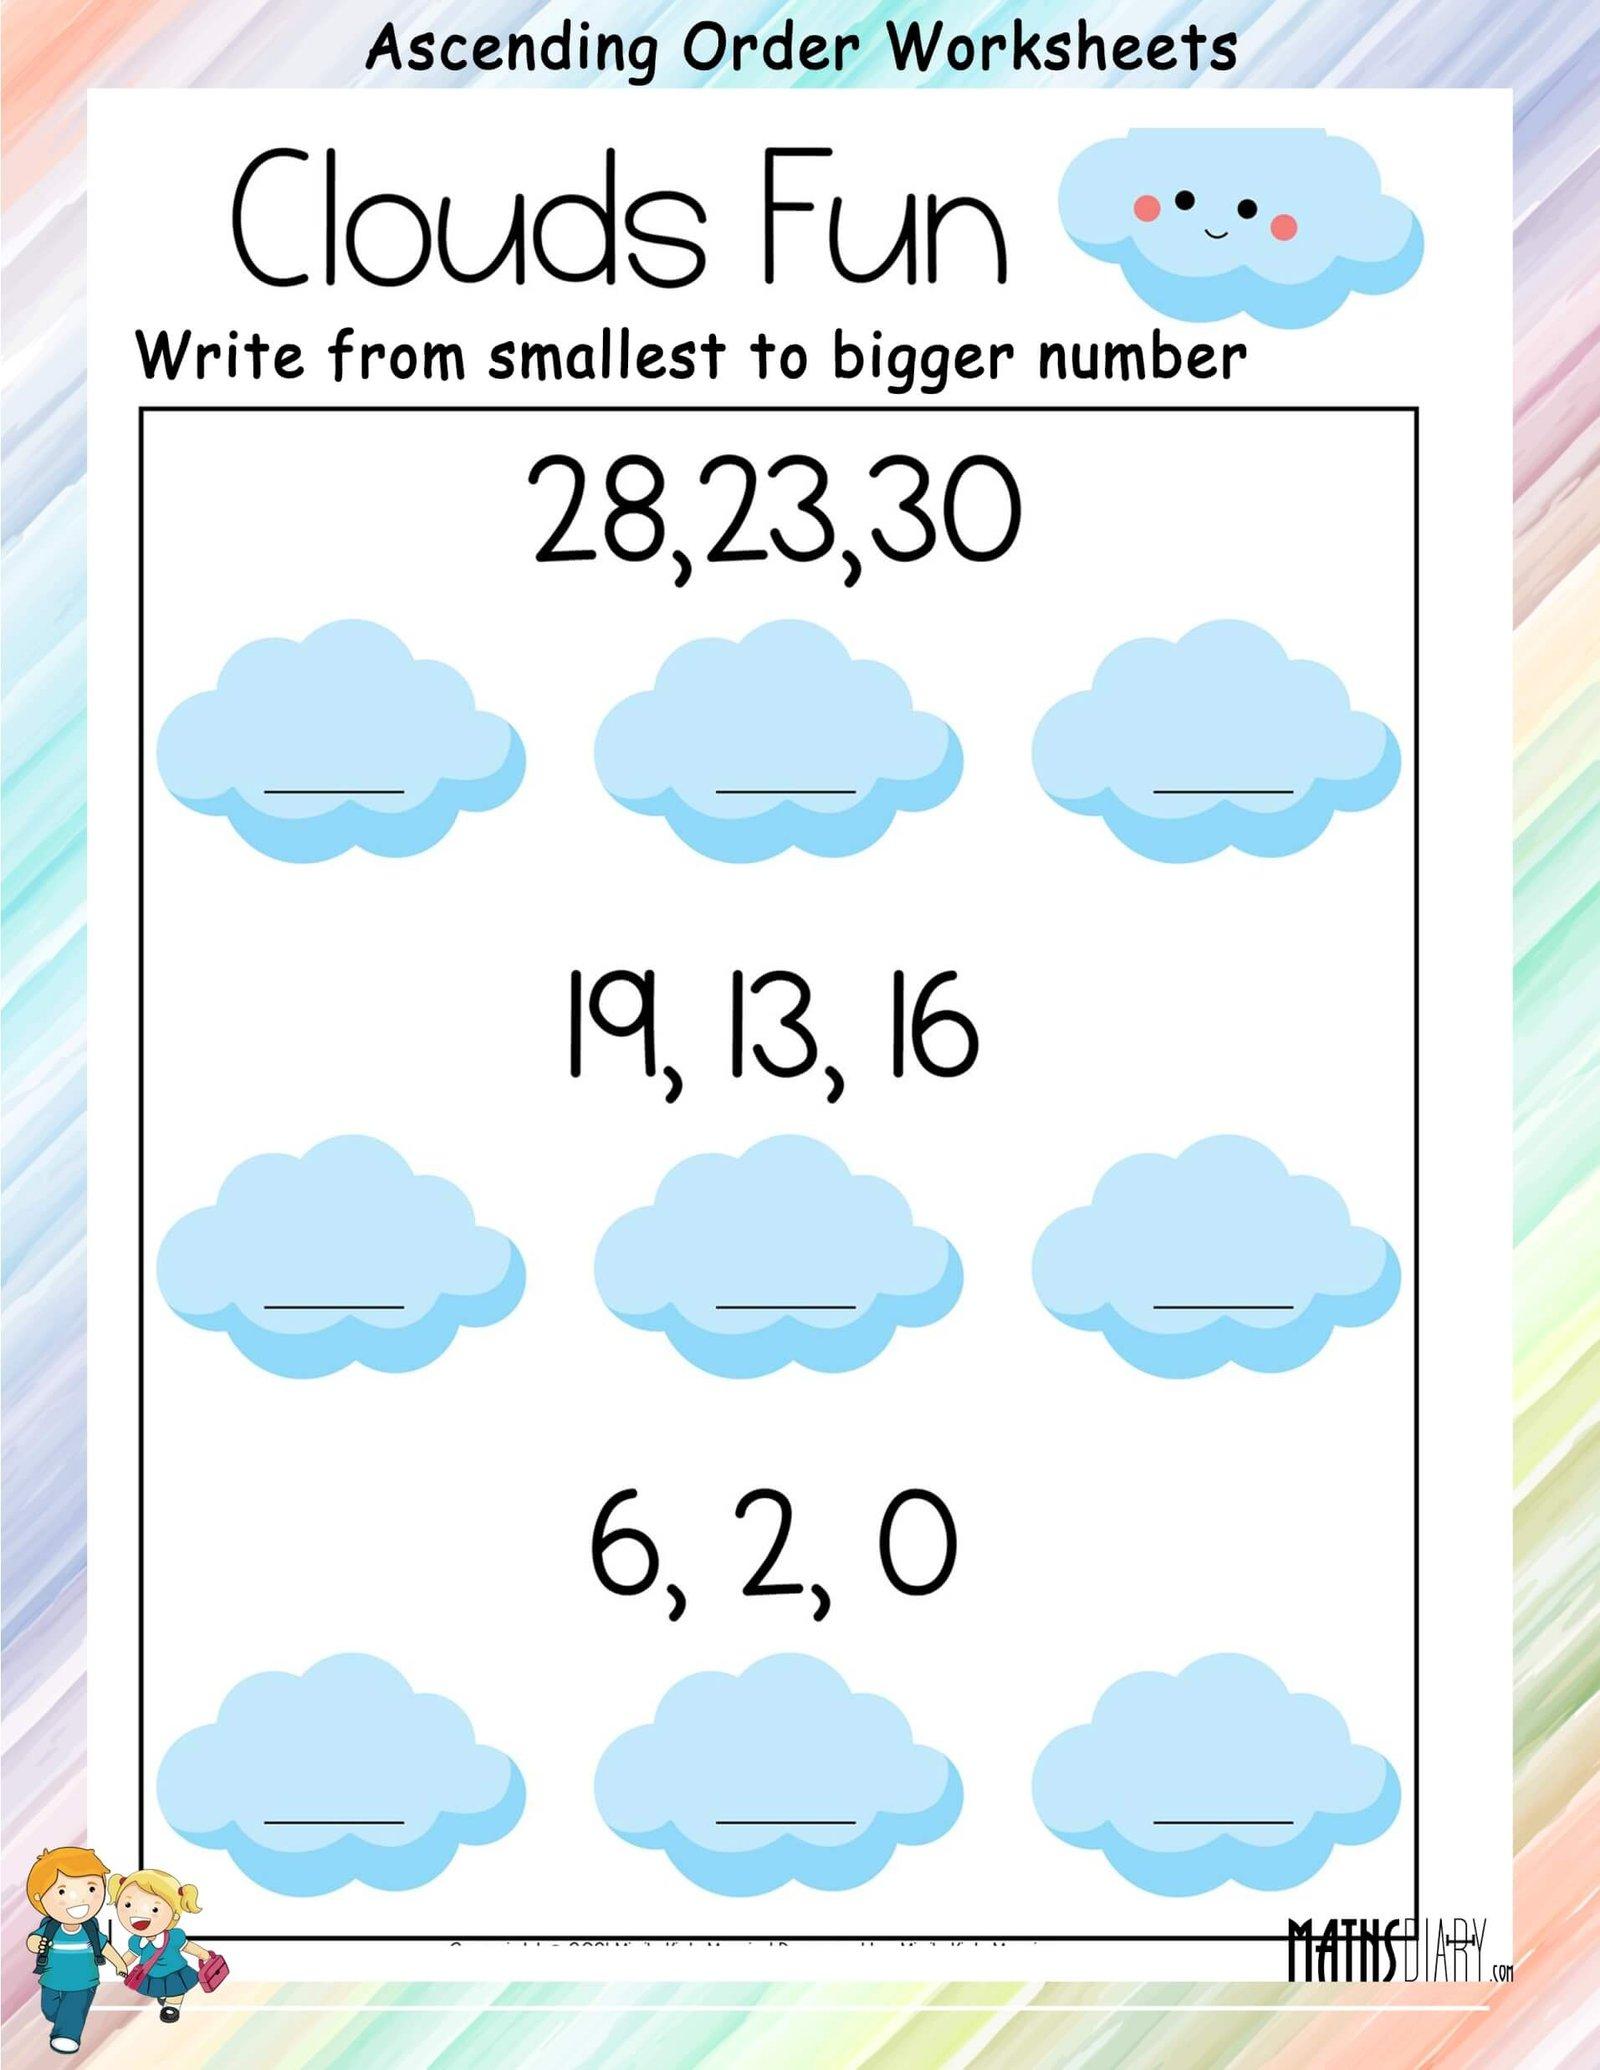 Ascending Order Worksheets
Clouds Fun
Write from smallest to bigger number
28,23,30
19, 13, 16
6, 2, 0
MATHSDIARY.COM